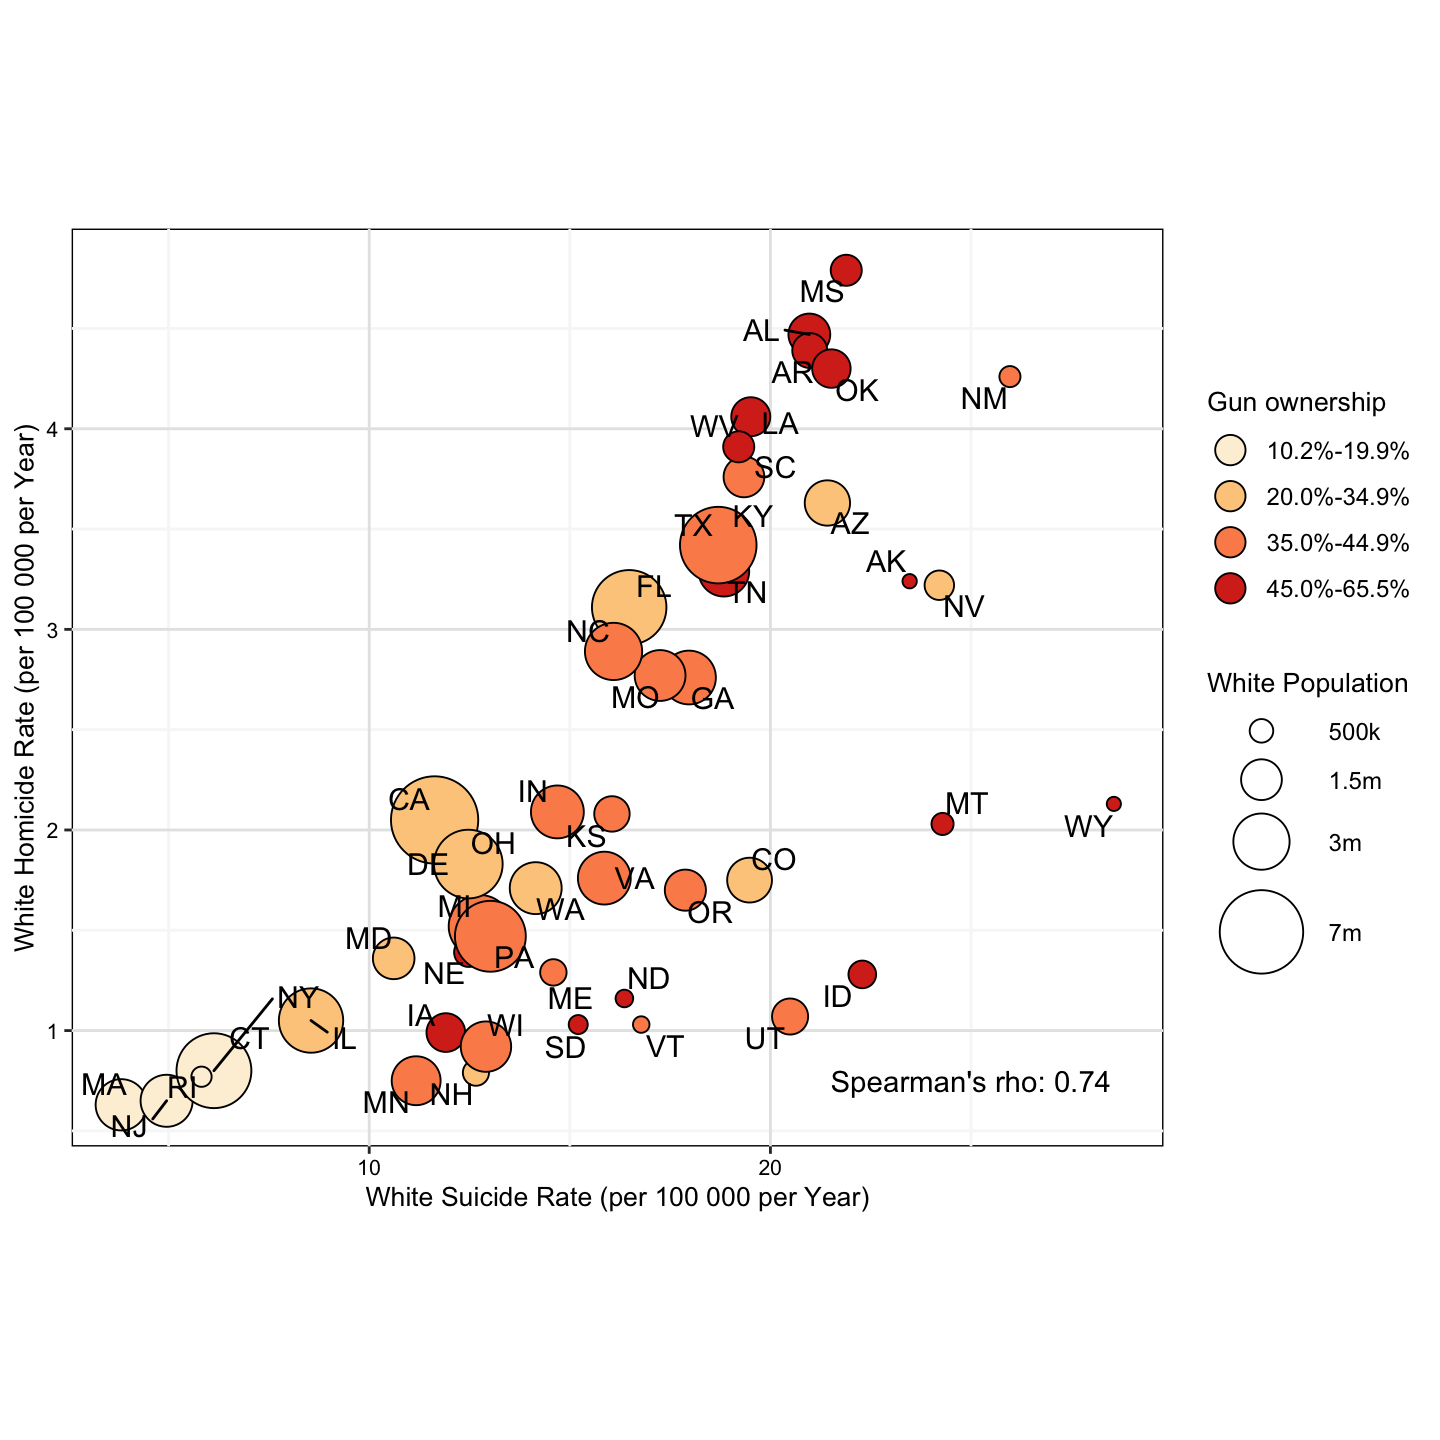 MS
AL
AR
OK
NM
WV
LA
SC
TX
KY
AZ
AK
NV
FL
TN
NC
MO
GA
CA
IN
KS
MT
WY
OH
DE
CO
MI
VA
WA
OR
MD
PA
NE
ME
ND
ID
NY
IA
WI
SD
VT
UT
CT
IL
MA
RI
NJ
MN
NH
Spearman's rho: 0.74
4
3
2
1
10
20
White Homicide Rate (per 100 000 per Year)
White Suicide Rate (per 100 000 per Year)
Gun ownership
10.2%-19.9%
20.0%-34.9%
35.0%-44.9%
45.0%-65.5%
White Population
500k
1.5m
3m
7m